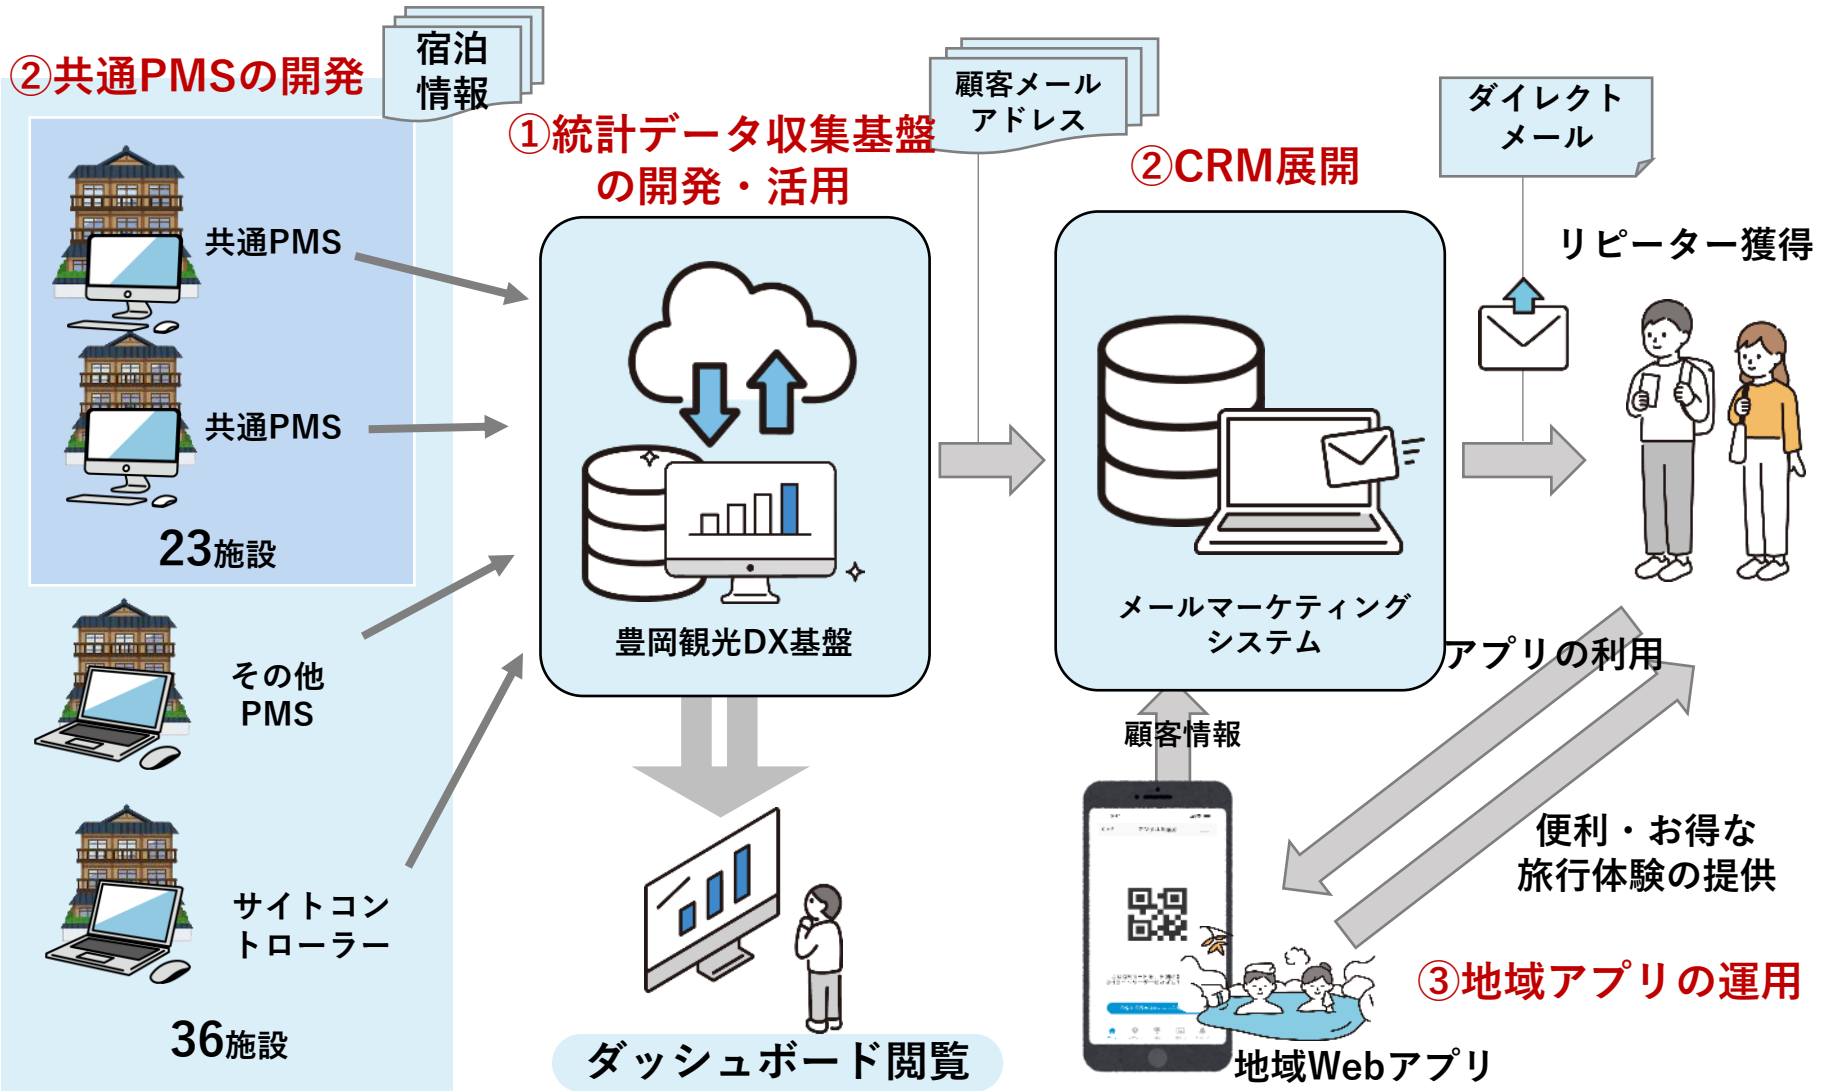 ②共通PMSの開発
宿泊
情報
共通PMS
共通PMS
23施設
その他
PMS
サイトコン
トローラー
36施設
①統計データ収集基盤
の開発・活用
豊岡観光DX基盤
ダッシュボード閲覧
顧客メール
アドレス
②CRM展開
メールマーケティング
システム
顧客情報
ダイレクト
メール
リピーター獲得
アプリの利用
便利・お得な
旅行体験の提供
③地域アプリの運用
地域Webアプリ